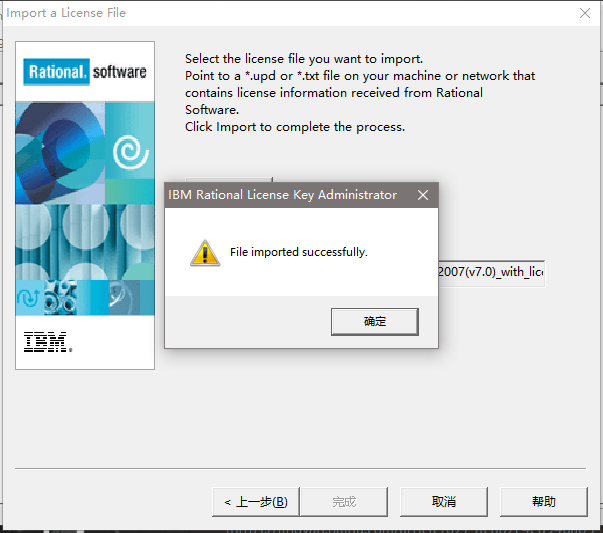 Import a License File
Rational. software
Select the license file you want to import.
Point to a *.upd or *.txt file on your machine or network that
contains license information received from Rational
Software.
Click Import to complete the process.
IBM Rational License Key Administrator
File imported successfully.
2007(v7.0)_with_lice
确定
IBM.
< 上一步(B)
完成
取消
帮助